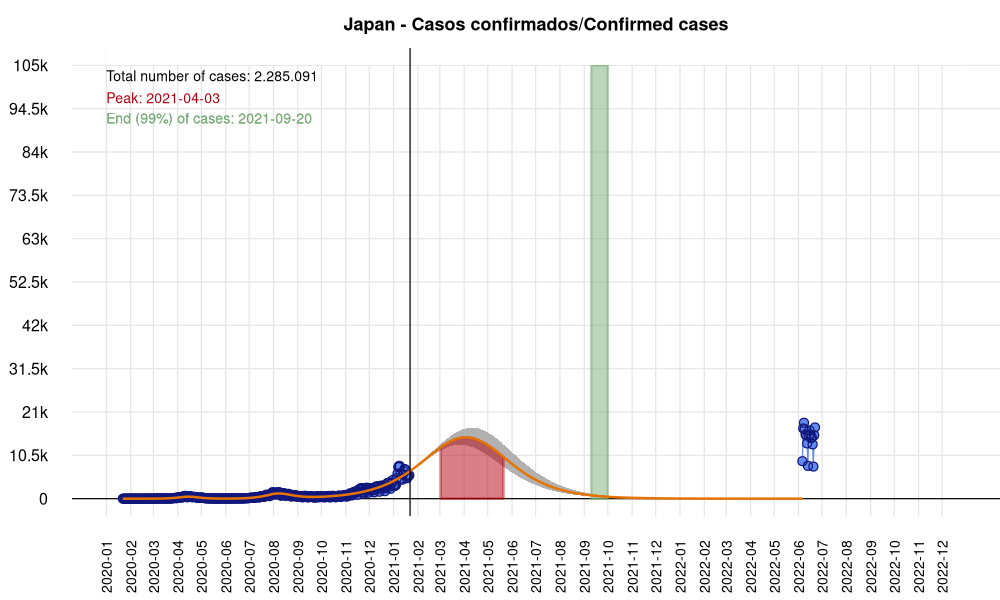 Japan - Casos confirmados/Confirmed cases
Total number of cases: 2.285.091
Peak: 2021-04-03
End (99%) of cases: 2021-09-20
105k
94.5k
84k
73.5k
63k
52.5k
42k
31.5k
21k
10.5k
0
2020-01
2020-02
2020-03
2020-04
2020-05
2020-06
2020-07
2020-08
2020-09
2020-10
2020-11
2020-12
2021-01
2021-02
2021-03
2021-04
2021-05
2021-06
2021-07
2021-08
2021-09
2021-10
2021-11
2021-12
2022-01
2022-02
2022-03
2022-04
2022-05
2022-06
2022-07
2022-08
2022-09
2022-10
2022-11
2022-12